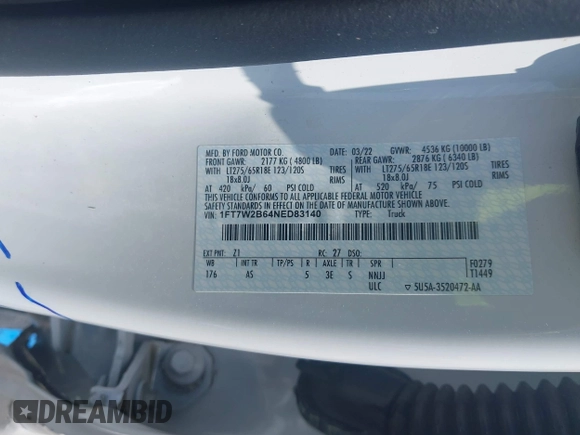 MFD. BY FORD MOTOR CO. 03/22 GVWR: 4536 KG (10000 LB)
FRONT GAWR: 2177 KG (4800 LB) REAR GAWR: 2876 KG (6340 LB)
WITH LT275/65R18E 123/120S TIRES WITH LT275/65R18E 123/120S TIRES
18x8.0J RIMS 18x8.0J RIMS
AT 420 kPa/ 60 PSI COLD AT 520 kPa/ 75 PSI COLD
THIS VEHICLE CONFORMS TO ALL APPLICABLE FEDERAL MOTOR VEHICLE
SAFETY STANDARDS IN EFFECT ON THE DATE OF MANUFACTURE SHOWN ABOVE.
VIN: 1FT7W2B64NED83140 TYPE: Truck
EXT PNT: Z1 RC: 27 DSO: F0279
WB INT TR TP/PS R AXLE TR SPR T1449
176 AS 5 3E S NNJJ
ULC 5U5A-3520472-AA
DREAMBID